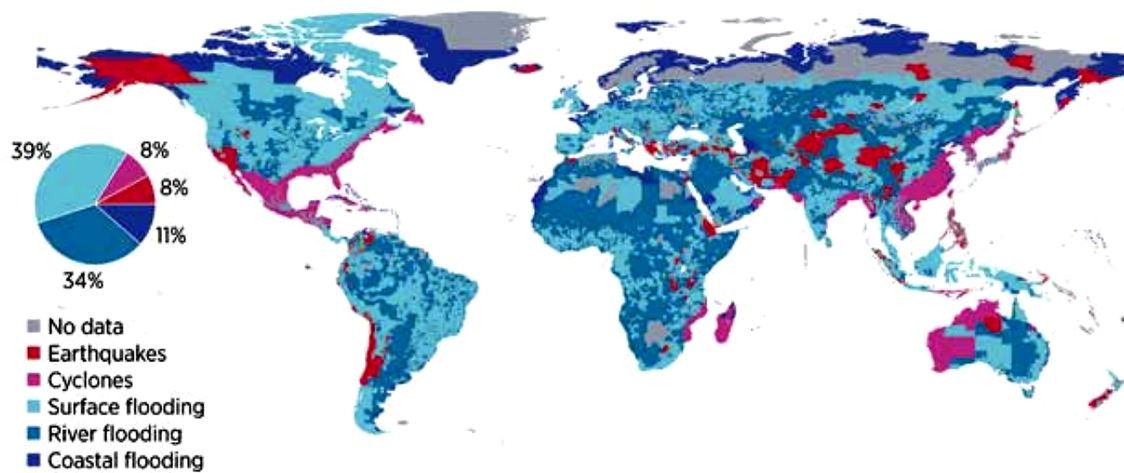 39%
8%
8%
11%
34%
No data
Earthquakes
Cyclones
Surface flooding
River flooding
Coastal flooding